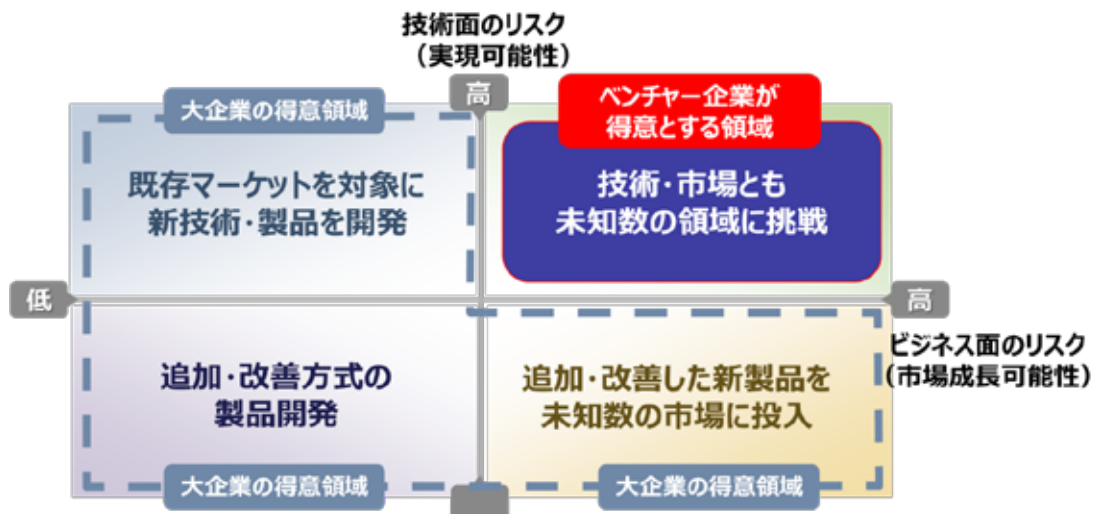 技術面のリスク
（実現可能性）
高
大企業の得意領域
ベンチャー企業が
得意とする領域
既存マーケットを対象に
新技術・製品を開発
技術・市場とも
未知数の領域に挑戦
低
高
ビジネス面のリスク
（市場成長可能性）
追加・改善方式の
製品開発
追加・改善した新製品を
未知数の市場に投入
大企業の得意領域
大企業の得意領域